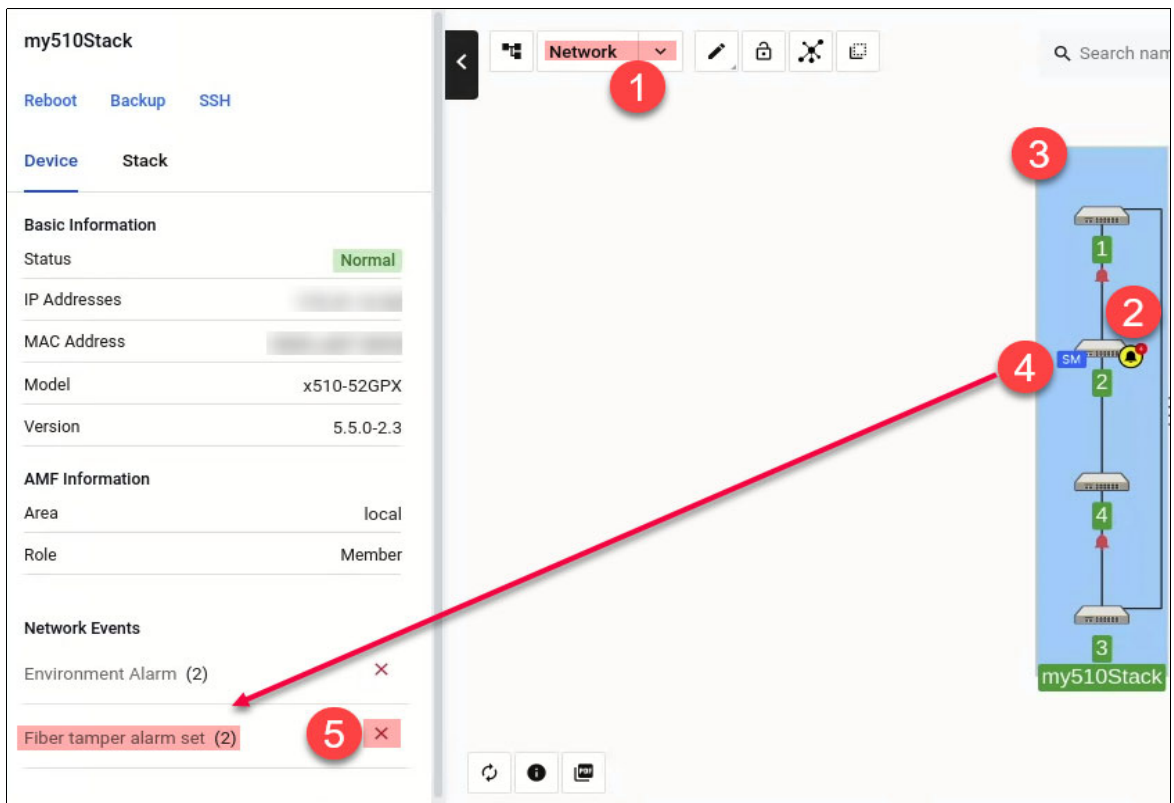 my510Stack
Reboot Backup SSH
Device Stack
Basic Information
Status Normal
IP Addresses
MAC Address
Model x510-52GPX
Version 5.5.0-2.3
AMF Information
Area local
Role Member
Network Events
Environment Alarm (2)
Fiber tamper alarm set (2)
5
Network
1
Search nam
3
1
2
4
SM
2
4
3
my510Stack
PDF